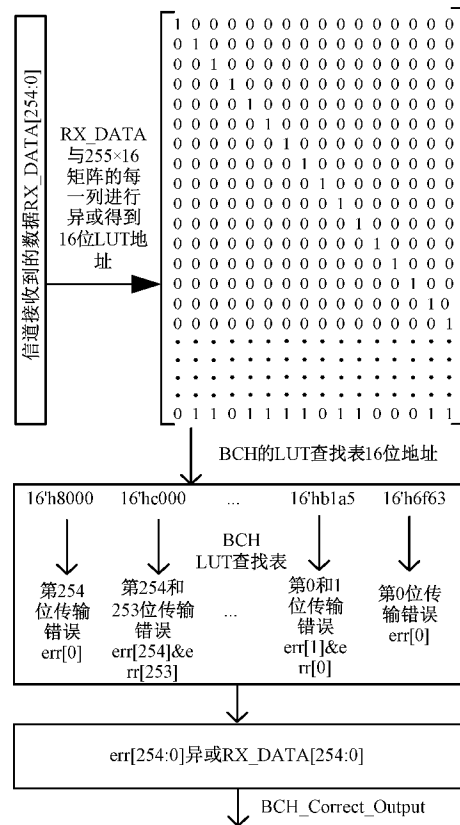 信道接收到的数据RX_DATA[254:0]
RX_DATA
与255×16
矩阵的每
一列进行
异或得到
16位LUT地
址
1 0 0 0 0 0 0 0 0 0 0 0 0 0 0 0
0 1 0 0 0 0 0 0 0 0 0 0 0 0 0 0
0 0 1 0 0 0 0 0 0 0 0 0 0 0 0 0
0 0 0 1 0 0 0 0 0 0 0 0 0 0 0 0
0 0 0 0 1 0 0 0 0 0 0 0 0 0 0 0
0 0 0 0 0 1 0 0 0 0 0 0 0 0 0 0
0 0 0 0 0 0 1 0 0 0 0 0 0 0 0 0
0 0 0 0 0 0 0 1 0 0 0 0 0 0 0 0
0 0 0 0 0 0 0 0 1 0 0 0 0 0 0 0
0 0 0 0 0 0 0 0 0 1 0 0 0 0 0 0
0 0 0 0 0 0 0 0 0 0 1 0 0 0 0 0
0 0 0 0 0 0 0 0 0 0 0 1 0 0 0 0
0 0 0 0 0 0 0 0 0 0 0 0 1 0 0 0
0 0 0 0 0 0 0 0 0 0 0 0 0 1 0 0
0 0 0 0 0 0 0 0 0 0 0 0 0 0 1 0
0 0 0 0 0 0 0 0 0 0 0 0 0 0 0 1
0 1 1 0 1 1 1 1 0 1 1 0 0 0 1 1
BCH的LUT查找表16位地址
16'h8000 16'hc000 ... 16'hb1a5 16'h6f63
BCH
LUT查找表
第254
位传输
错误
err[0]
第254和
253位传输
错误
err[254]&e
rr[253]
...
第0和1
位传输
错误
err[1]&e
rr[0]
第0位传
输错误
err[0]
err[254:0]异或RX_DATA[254:0]
BCH_Correct_Output